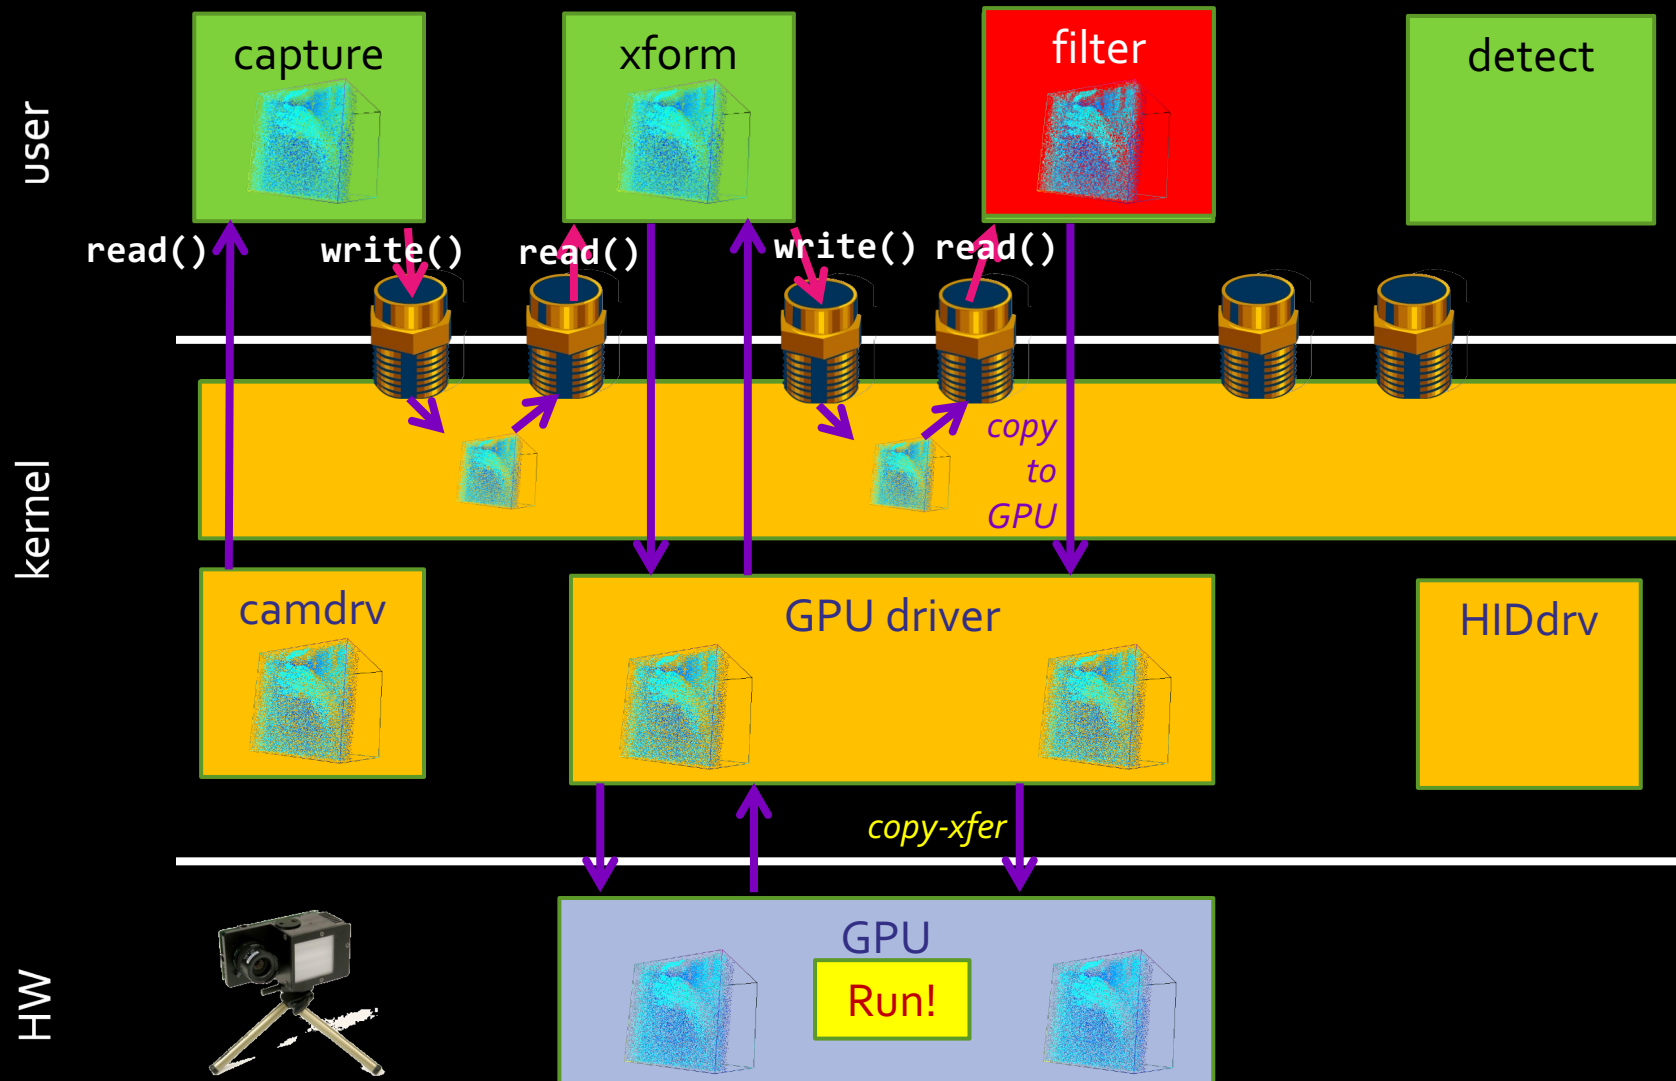 user
capture
xform
filter
detect
read()
write()
read()
write()
read()
kernel
copy
to
GPU
camdrv
GPU driver
HIDdrv
copy-xfer
HW
GPU
Run!